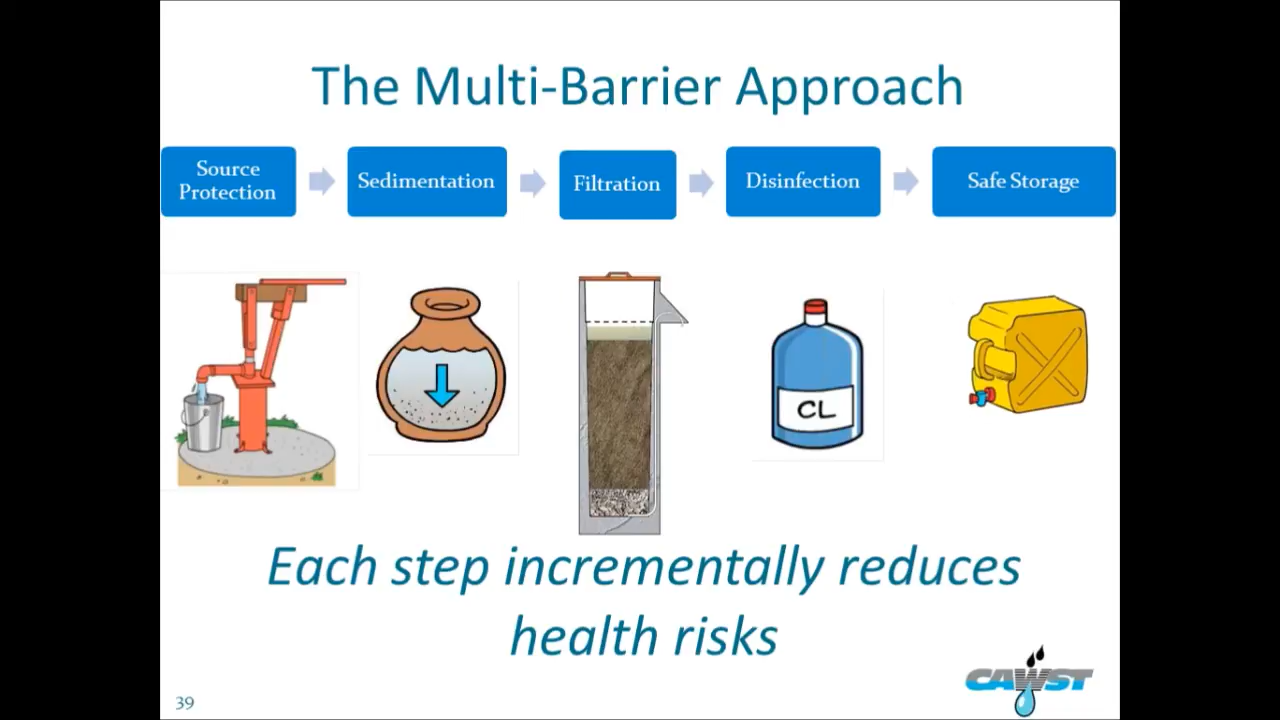 The Multi-Barrier Approach
Source
Protection
Sedimentation
Filtration
Disinfection
Safe Storage
CL
Each step incrementally reduces
health risks
CAWST
39